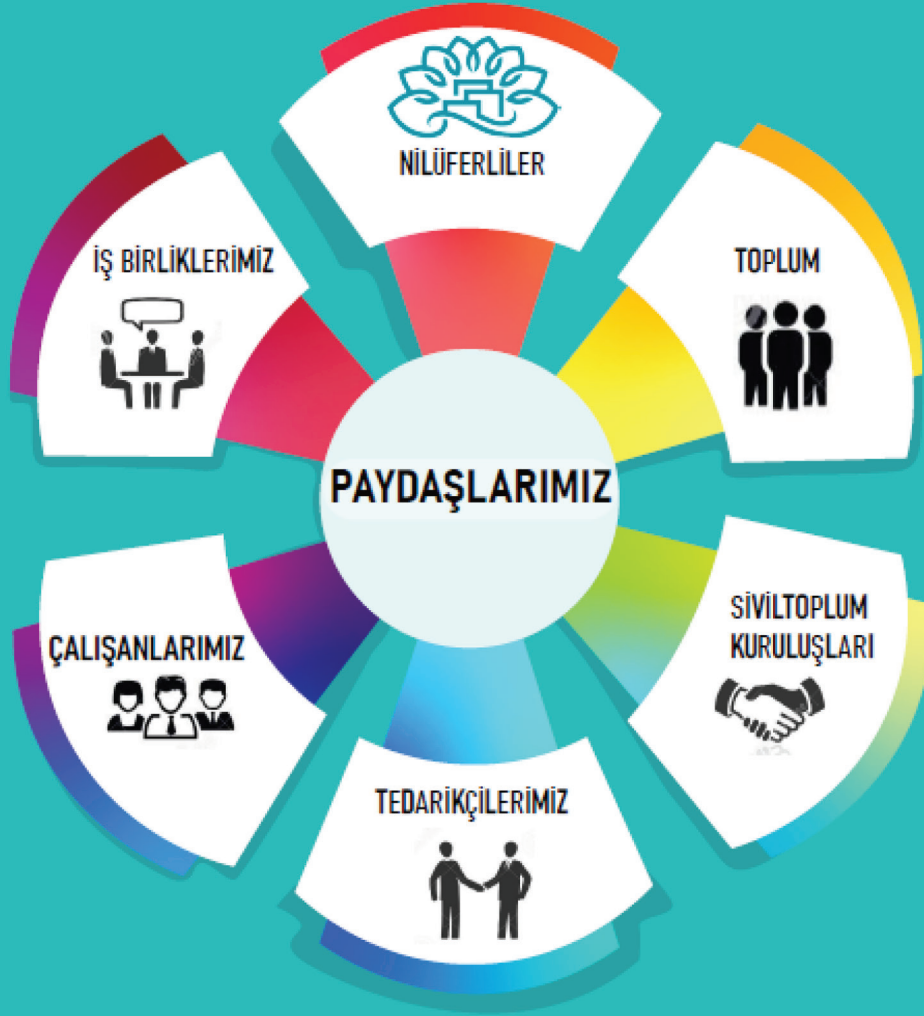 NİLÜFERLİLER
TOPLUM
SİVİLTOPLUM
KURULUŞLARI
TEDARİKÇİLERİMİZ
ÇALIŞANLARIMIZ
İŞ BİRLİKLERİMİZ
PAYDAŞLARIMIZ